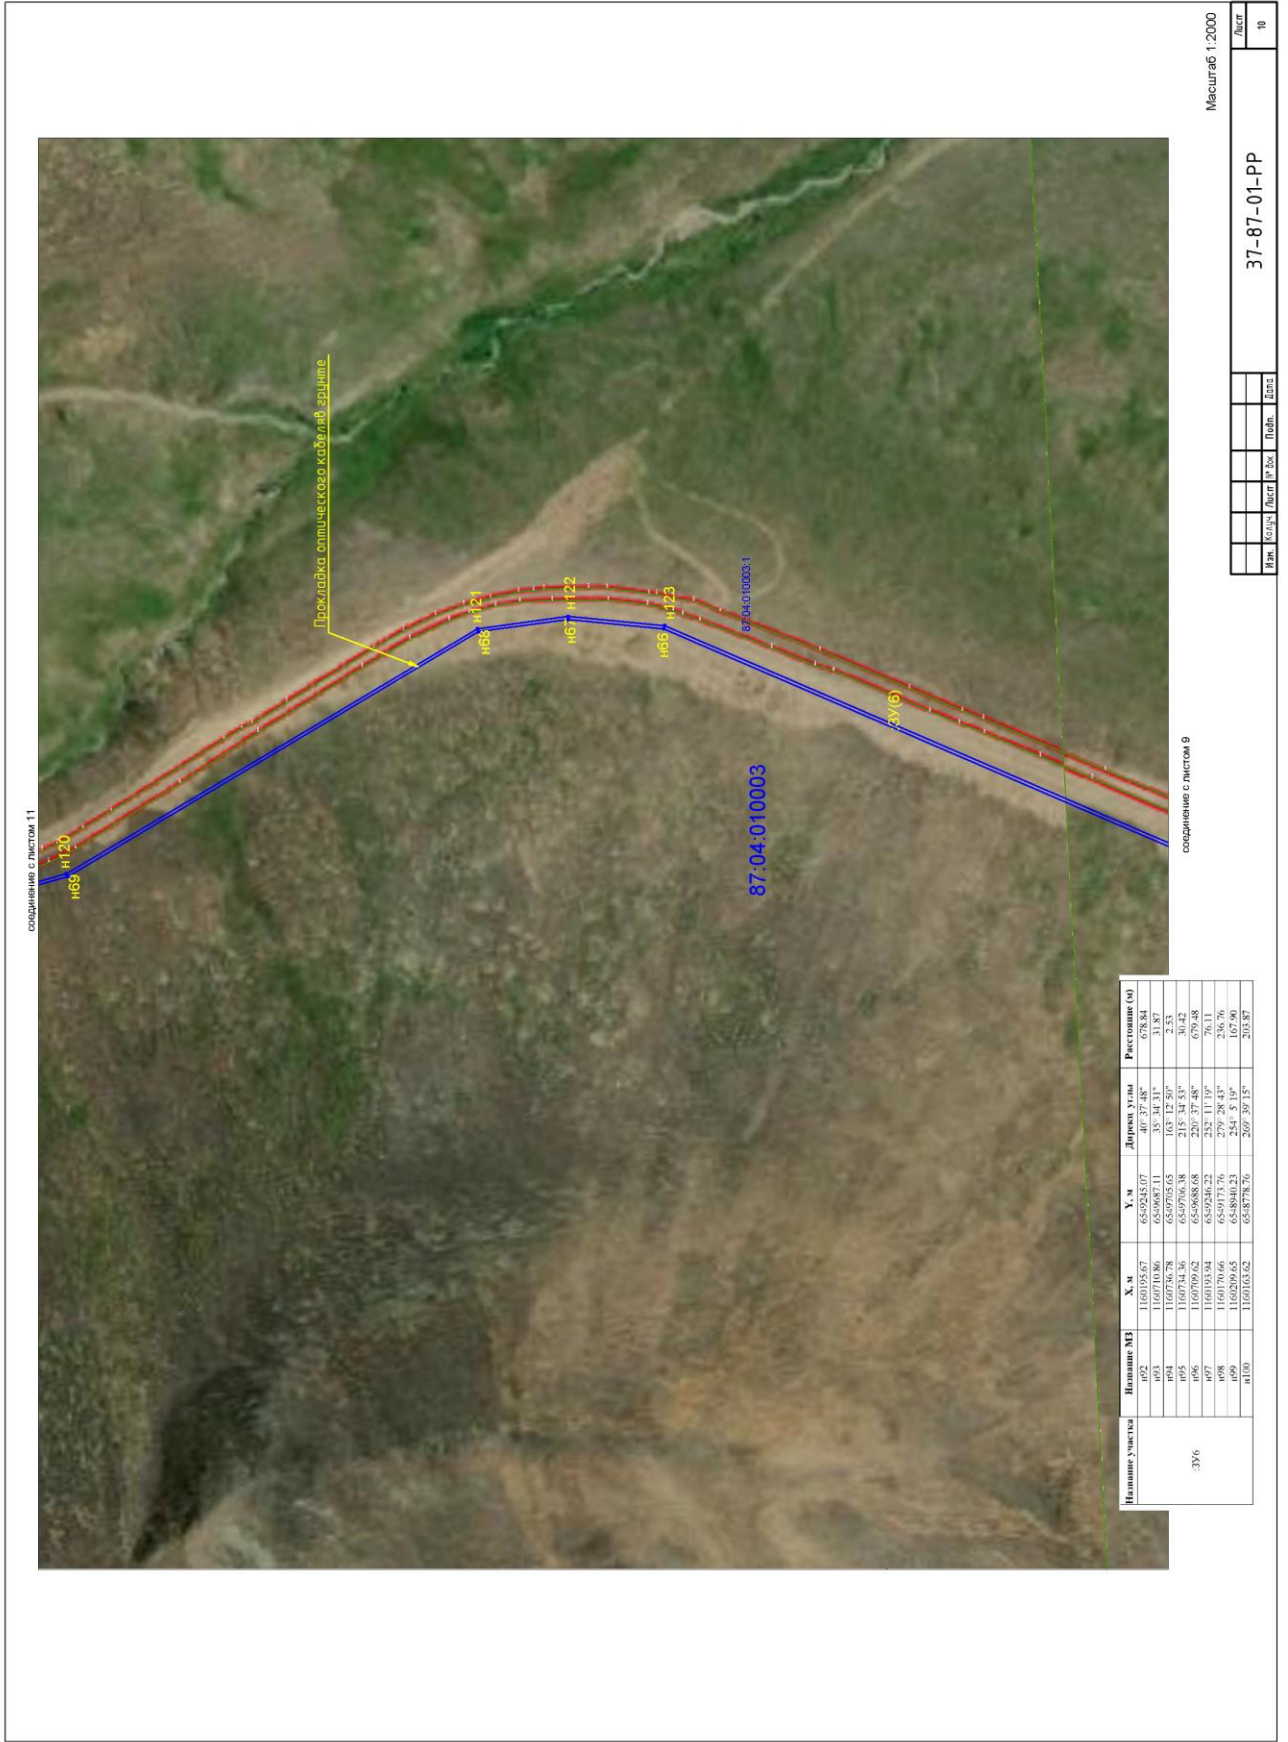 соединение с листом 11
Прокладка оптического кабеляв грунте
н69
н120
н68
н121
н67
н122
н66
н123
87:04:010003:1
:ЗУ(6)
87:04:010003
соединение с листом 9
Название участка Название МЗ X, м Y, м Дирекц. углы Расстояние (м)
:ЗУ6
н92 1160195.67 6549245.07 40° 37' 48" 678.84
н93 1160710.86 6549687.11 35° 34' 31" 31.87
н94 1160736.78 6549705.65 163° 12' 50" 2.53
н95 1160734.36 6549706.38 215° 34' 53" 30.42
н96 1160709.62 6549688.68 220° 37' 48" 679.48
н97 1160193.94 6549246.22 252° 11' 19" 76.11
н98 1160170.66 6549173.76 279° 28' 43" 236.76
н99 1160209.65 6548940.23 254° 5' 19" 167.90
н100 1160163.62 6548778.76 269° 39' 15" 203.87
Масштаб 1:2000
Изм. Кол.уч. Лист № док. Подп. Дата
37-87-01-РР
Лист
10